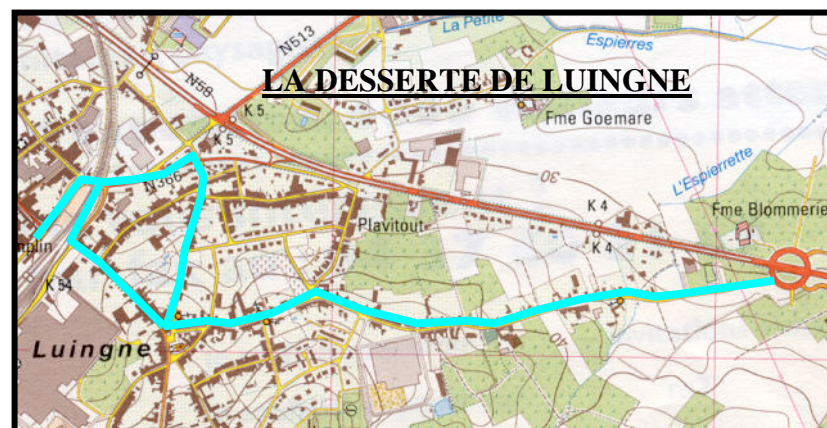 La Petite
Espierres
N513
N58
LA DESSERTE DE LUINGNE
K 5
K 5
Fme Goemare
N366
30
L'Espierrette
K 4
Fme Blommerie
Plavitout
K 4
K 54
40
Luingne